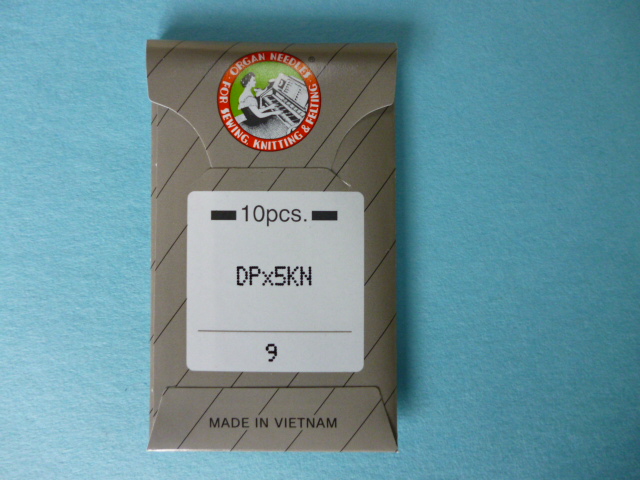 ORGAN NEEDLES
FOR SEWING, KNITTING & FELTING
®
10pcs.
DPx5KN
9
MADE IN VIETNAM